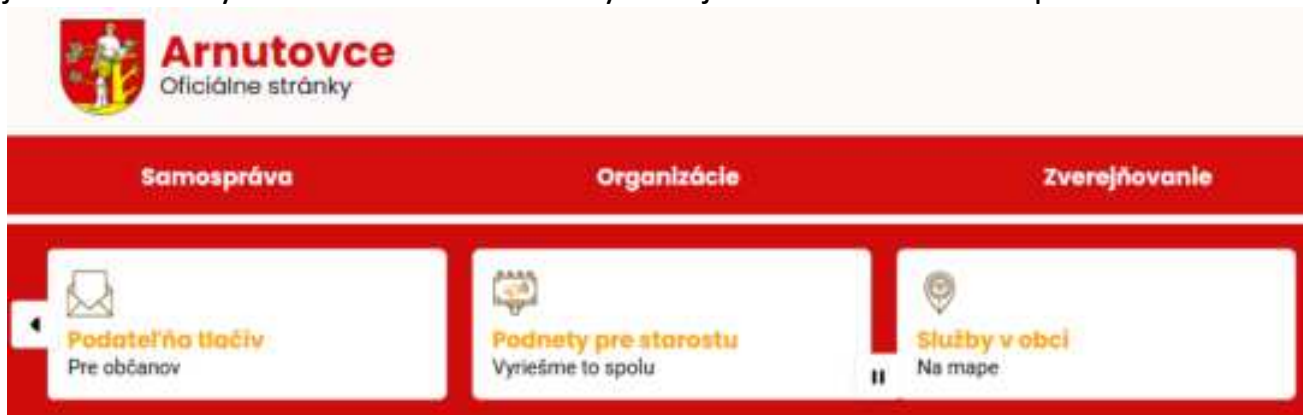 Arnutovce
Oficiálne stránky
Samospráva
Organizácie
Zverejňovanie
Podateľňa tlačív
Pre občanov
Podnety pre starostu
Vyriešme to spolu
Služby v obci
Na mape